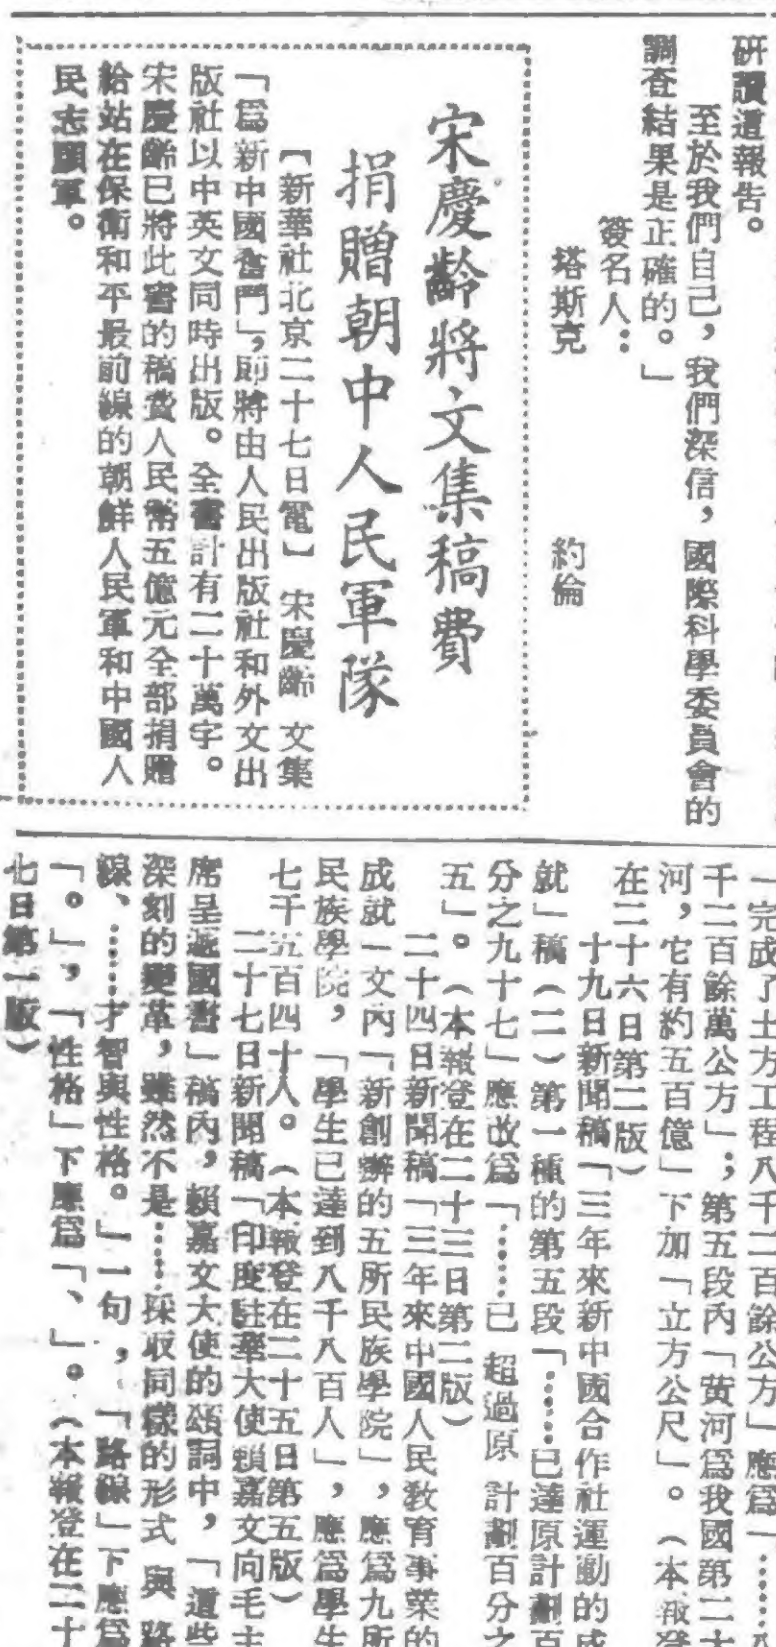 研讀這報告。
至於我們自己，我們深信，國際科學委員會的
調查結果是正確的。」
簽名人：
塔斯克　約倫
宋慶齡將文集稿費
捐贈朝中人民軍隊
【新華社北京二十七日電】 宋慶齡 文集
「爲新中國奮鬥」，即將由人民出版社和外文出
版社以中英文同時出版。全書計有二十萬字。
宋慶齡已將此書的稿費人民幣五億元全部捐贈
給站在保衛和平最前線的朝鮮人民軍和中國人
民志願軍。
「完成了土方工程八千二百餘公方」應爲「……
千二百餘萬公方」；第五段內「黄河爲我國第二大
河，它有約五百億」下加「立方公尺」。（本報登
在二十六日第二版）
十九日新聞稿「三年來新中國合作社運動的成
就」稿（二）第一種的第五段「……已達原計劃百
分之九十七」應改爲「……已 超過原 計劃百分之
五」。（本報登在二十三日第二版）
二十四日新聞稿「三年來中國人民教育事業的
成就一文內「新創辦的五所民族學院」，應爲九所
民族學院，「學生已達到八千八百人」，應爲學生
七千五百四十人。（本報登在二十五日第五版）
二十七日新聞稿「印度駐華大使賴嘉文向毛主
席呈遞國書」稿內，賴嘉文大使的頌詞中，「這些
深刻的變革，雖然不是……採收同樣的形式 與 路
線、……才智與性格。」一句，「路線」下應爲
「。」，「性格」下應爲「、」。（本報登在二十
七日第一版）